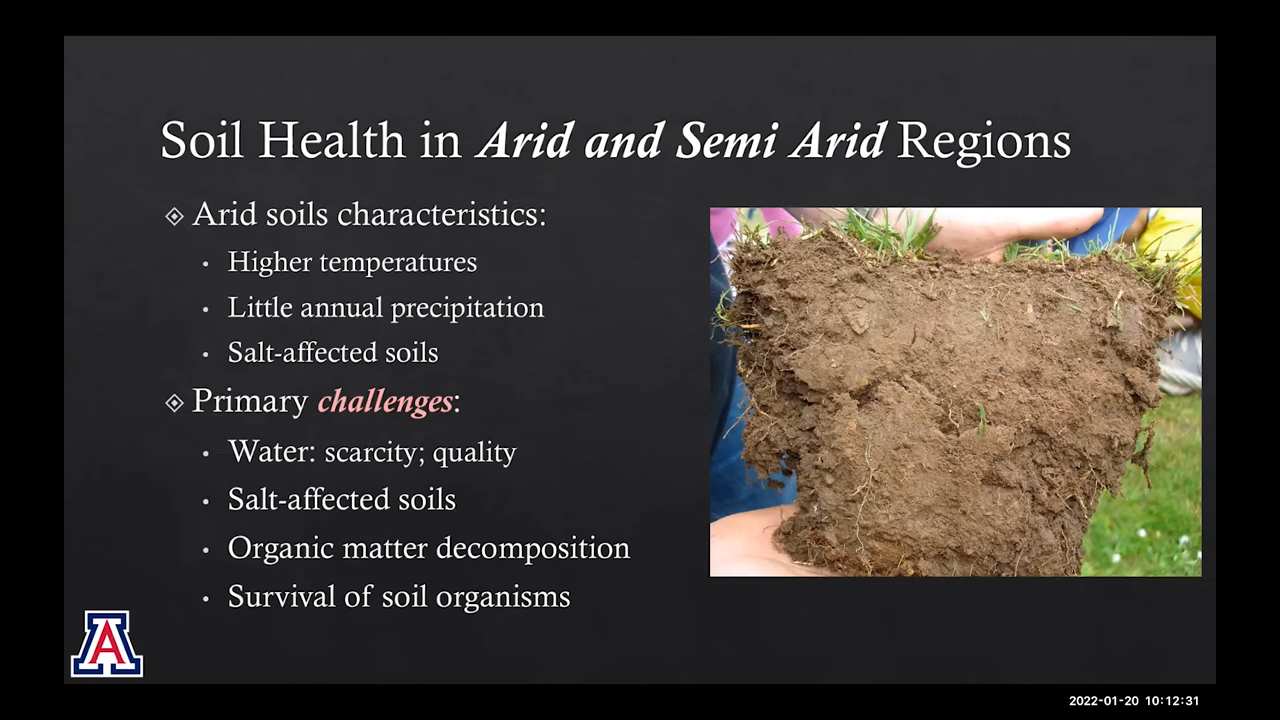 Soil Health in Arid and Semi Arid Regions
Arid soils characteristics:
Higher temperatures
Little annual precipitation
Salt-affected soils
Primary challenges:
Water: scarcity; quality
Salt-affected soils
Organic matter decomposition
Survival of soil organisms
A
2022-01-20 10:12:31